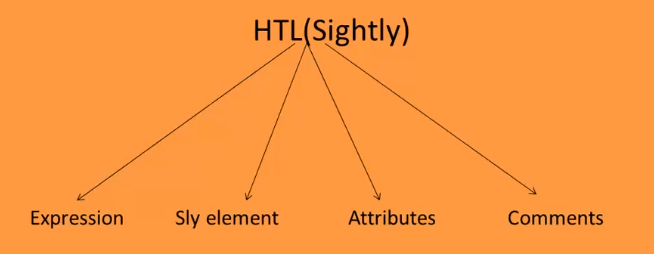 HTL(Sightly)
Expression
Sly element
Attributes
Comments